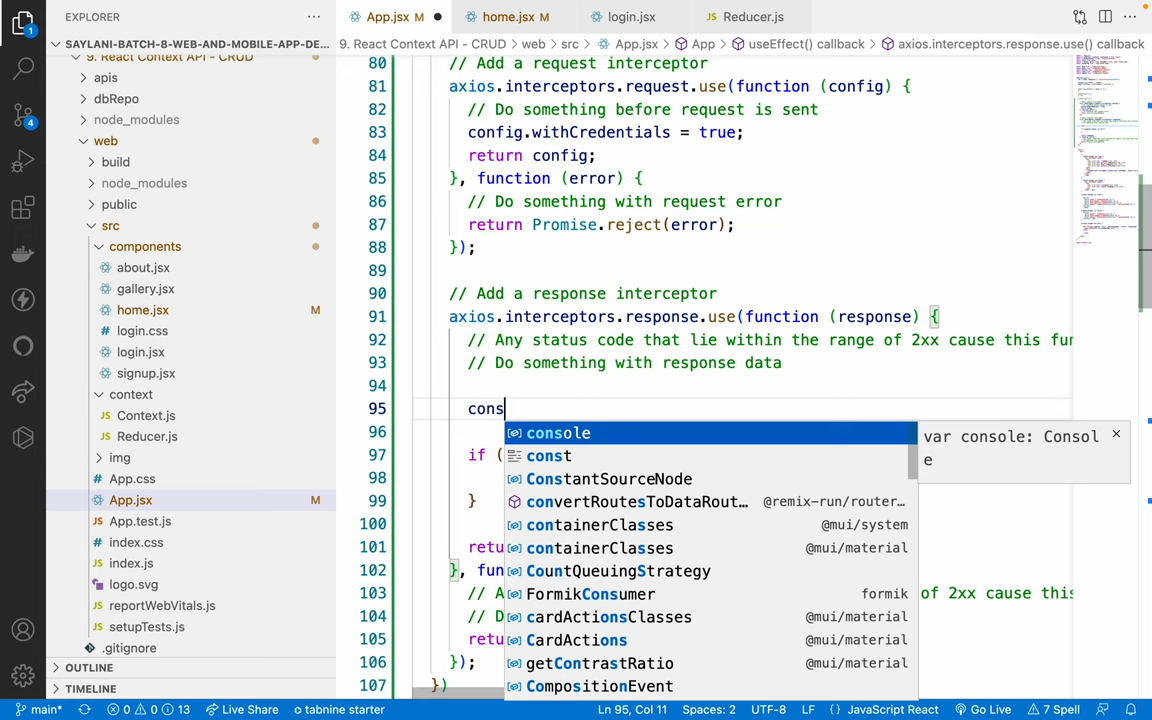 EXPLORER
App.jsx M
home.jsx M
login.jsx
Reducer.js
SAYLANI-BATCH-8-WEB-AND-MOBILE-APP-DE...
9. React Context API - CRUD > web > src > App.jsx > App > useEffect() callback > axios.interceptors.response.use() callback
9. React Context API - CRUD
apis
dbRepo
node_modules
web
build
node_modules
public
src
components
about.jsx
gallery.jsx
home.jsx M
login.css
login.jsx
signup.jsx
context
Context.js
Reducer.js
img
App.css
App.jsx M
App.test.js
index.css
index.js
logo.svg
reportWebVitals.js
setupTests.js
.gitignore
OUTLINE
TIMELINE
1
4
80 // Add a request interceptor
81 axios.interceptors.request.use(function (config) {
82 // Do something before request is sent
83 config.withCredentials = true;
84 return config;
85 }, function (error) {
86 // Do something with request error
87 return Promise.reject(error);
88 });
89
90 // Add a response interceptor
91 axios.interceptors.response.use(function (response) {
92 // Any status code that lie within the range of 2xx cause this fun
93 // Do something with response data
94
95 cons
96
97 if (
98
99 }
100
101 retu
102 }, fun
103 // A of 2xx cause this
104 // D
105 retu
106 });
107 })
console
const
ConstantSourceNode
convertRoutesToDataRout... @remix-run/router…
containerClasses @mui/system
containerClasses @mui/material
CountQueuingStrategy
FormikConsumer formik
cardActionsClasses @mui/material
CardActions @mui/material
getContrastRatio @mui/material
CompositionEvent
var console: Consol
e
main* 0 0 13 Live Share tabnine starter Ln 95, Col 11 Spaces: 2 UTF-8 LF {} JavaScript React Go Live 7 Spell